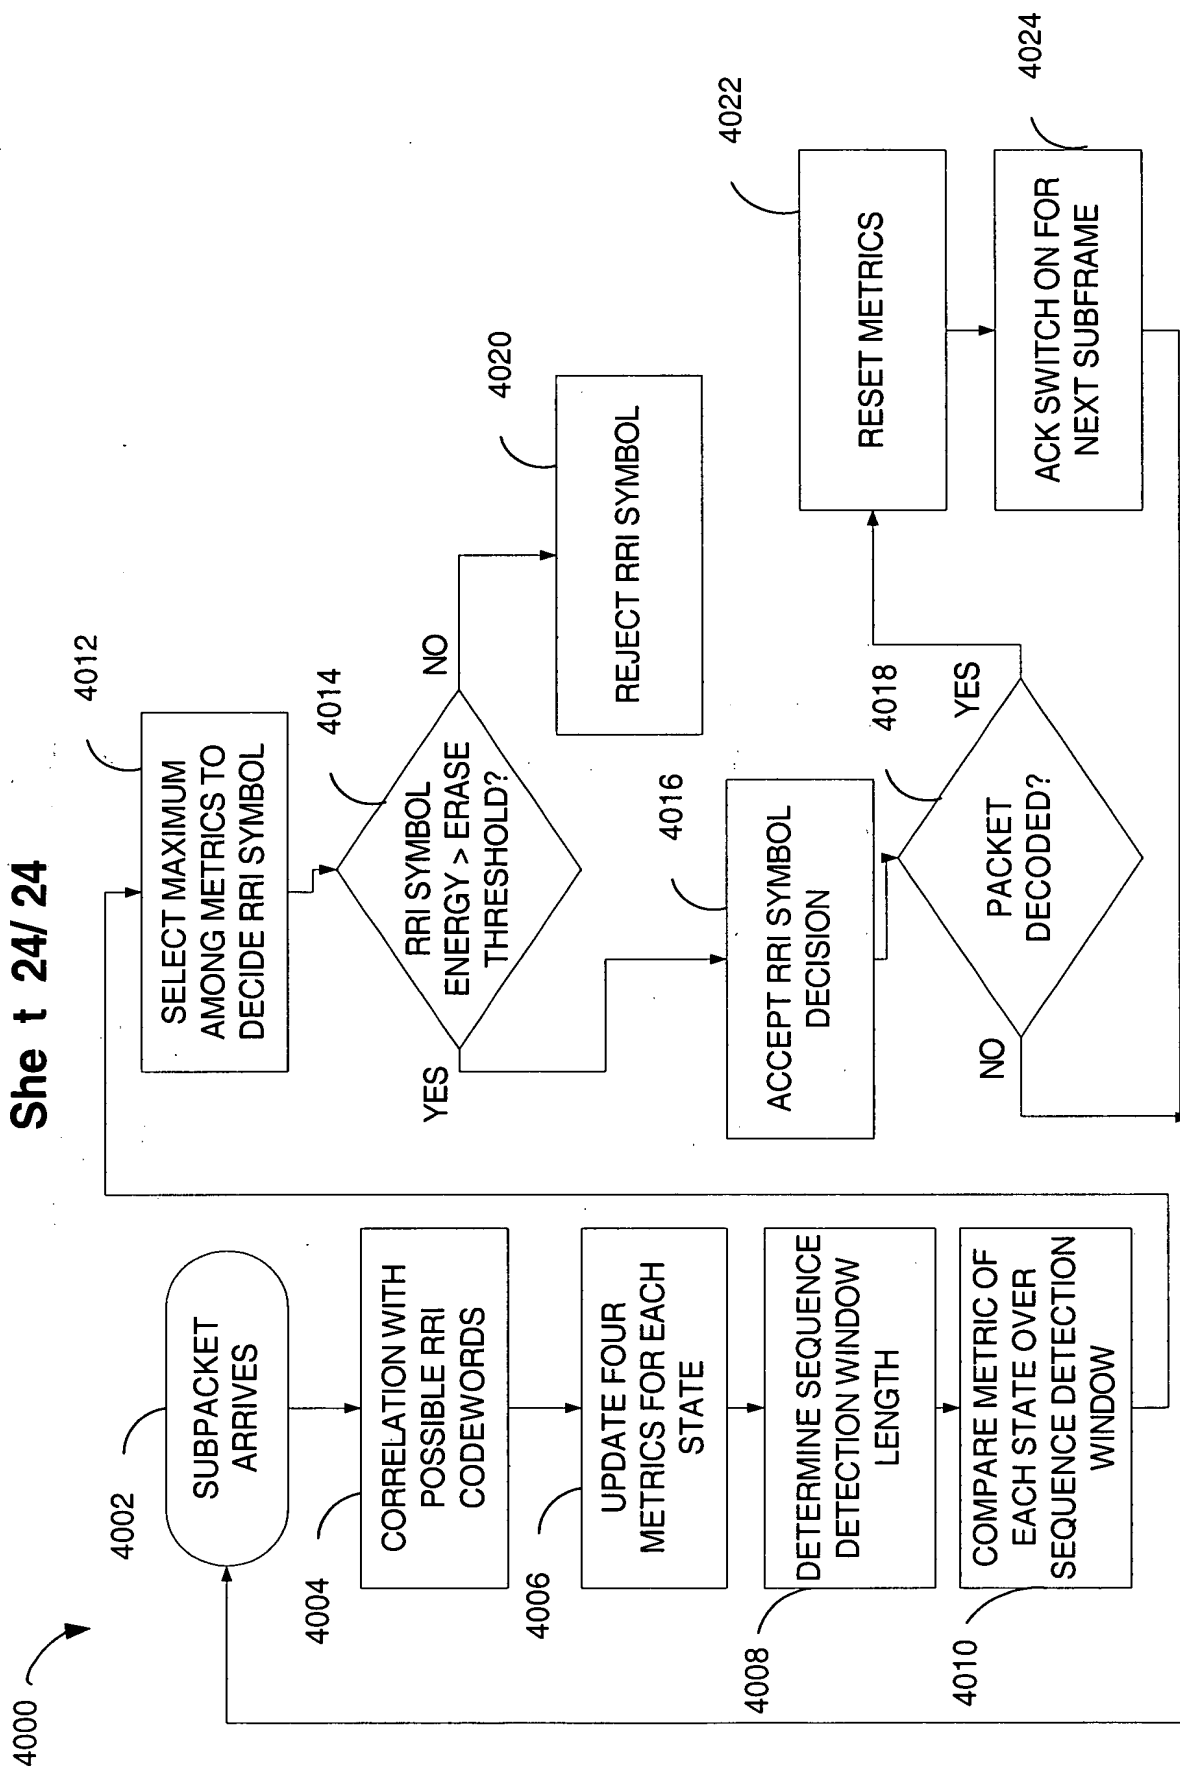 She t 24/ 24
4000
4002
SUBPACKET
ARRIVES
4004
CORRELATION WITH
POSSIBLE RRI
CODEWORDS
4006
UPDATE FOUR
METRICS FOR EACH
STATE
4008
DETERMINE SEQUENCE
DETECTION WINDOW
LENGTH
4010
COMPARE METRIC OF
EACH STATE OVER
SEQUENCE DETECTION
WINDOW
4012
SELECT MAXIMUM
AMONG METRICS TO
DECIDE RRI SYMBOL
4014
RRI SYMBOL
ENERGY > ERASE
THRESHOLD?
YES
NO
4020
REJECT RRI SYMBOL
4016
ACCEPT RRI SYMBOL
DECISION
4018
PACKET
DECODED?
NO
YES
4022
RESET METRICS
4024
ACK SWITCH ON FOR
NEXT SUBFRAME